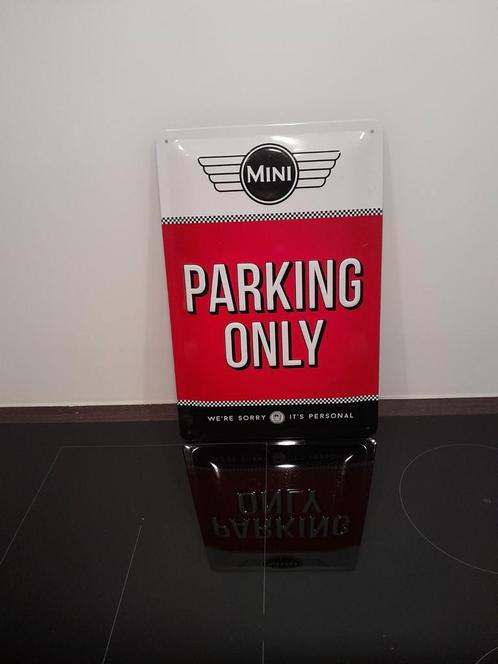 MINI
PARKING
ONLY
WE'RE SORRY IT'S PERSONAL